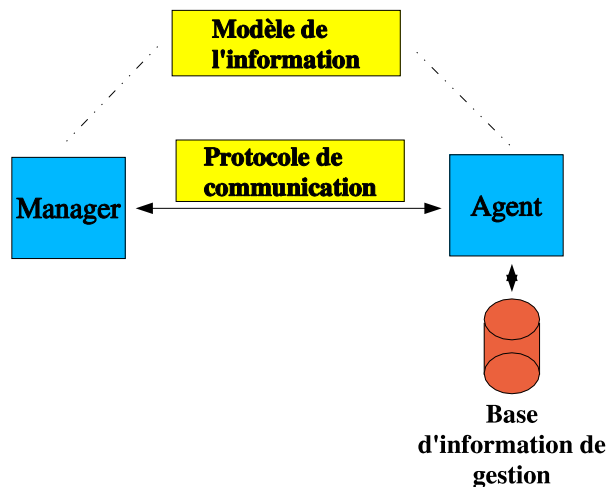 Modèle de
l'information
Protocole de
communication
Manager
Agent
Base
d'information de
gestion